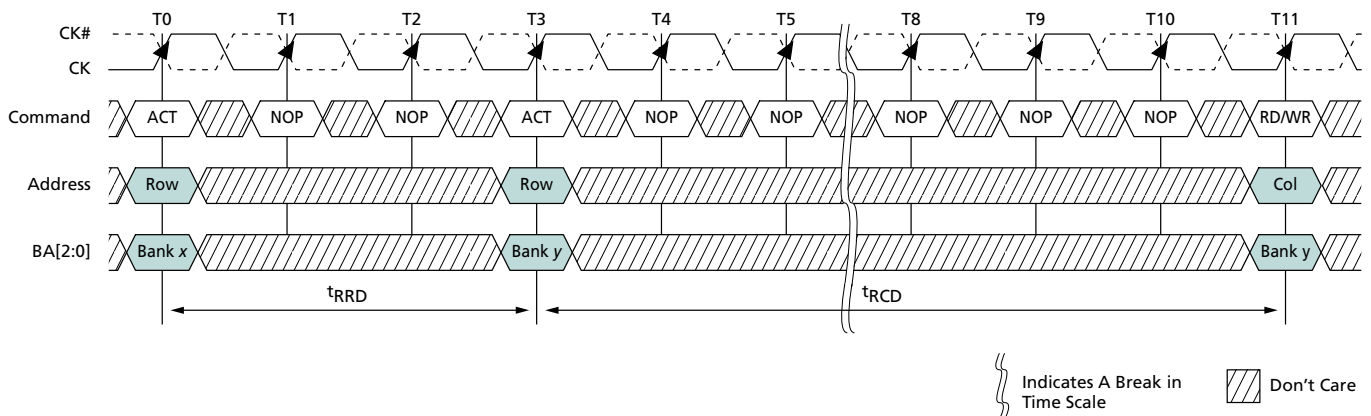 T0 T1 T2 T3 T4 T5 T8 T9 T10 T11
CK#
CK
Command ACT NOP NOP ACT NOP NOP NOP NOP NOP RD/WR
Address Row Row Col
BA[2:0] Bank x Bank y Bank y
tRRD tRCD
Indicates A Break in
Time Scale
Don't Care